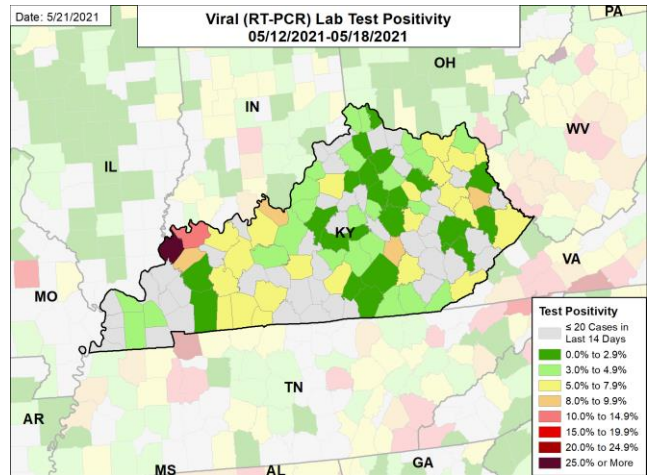 Date: 5/21/2021
Viral (RT-PCR) Lab Test Positivity
05/12/2021-05/18/2021
PA
OH
IN
WV
IL
KY
VA
MO
TN
AR
MS
AL
GA
Test Positivity
≤ 20 Cases in
Last 14 Days
0.0% to 2.9%
3.0% to 4.9%
5.0% to 7.9%
8.0% to 9.9%
10.0% to 14.9%
15.0% to 19.9%
20.0% to 24.9%
25.0% or More